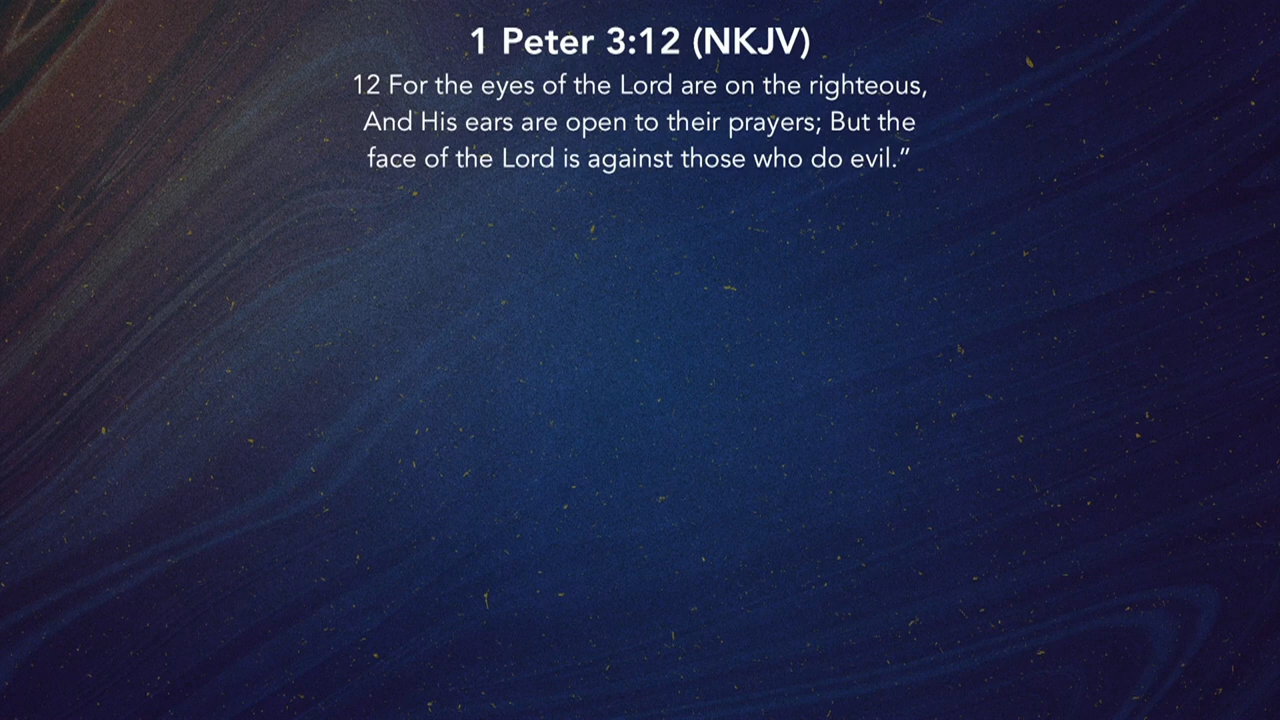 1 Peter 3:12 (NKJV)
12 For the eyes of the Lord are on the righteous,
And His ears are open to their prayers; But the
face of the Lord is against those who do evil.”